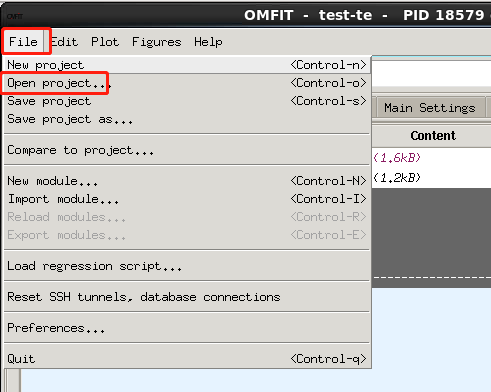 OMFIT
OMFIT - test-te - PID 18579
File Edit Plot Figures Help
New project <Control-n>
Open project... <Control-o>
Save project <Control-s>
Save project as...
Main Settings
Compare to project...
Content
(1.6kB)
(1.2kB)
New module... <Control-N>
Import module... <Control-I>
Reload modules... <Control-R>
Export modules... <Control-E>
Load regression script...
Reset SSH tunnels, database connections
Preferences...
Quit <Control-q>